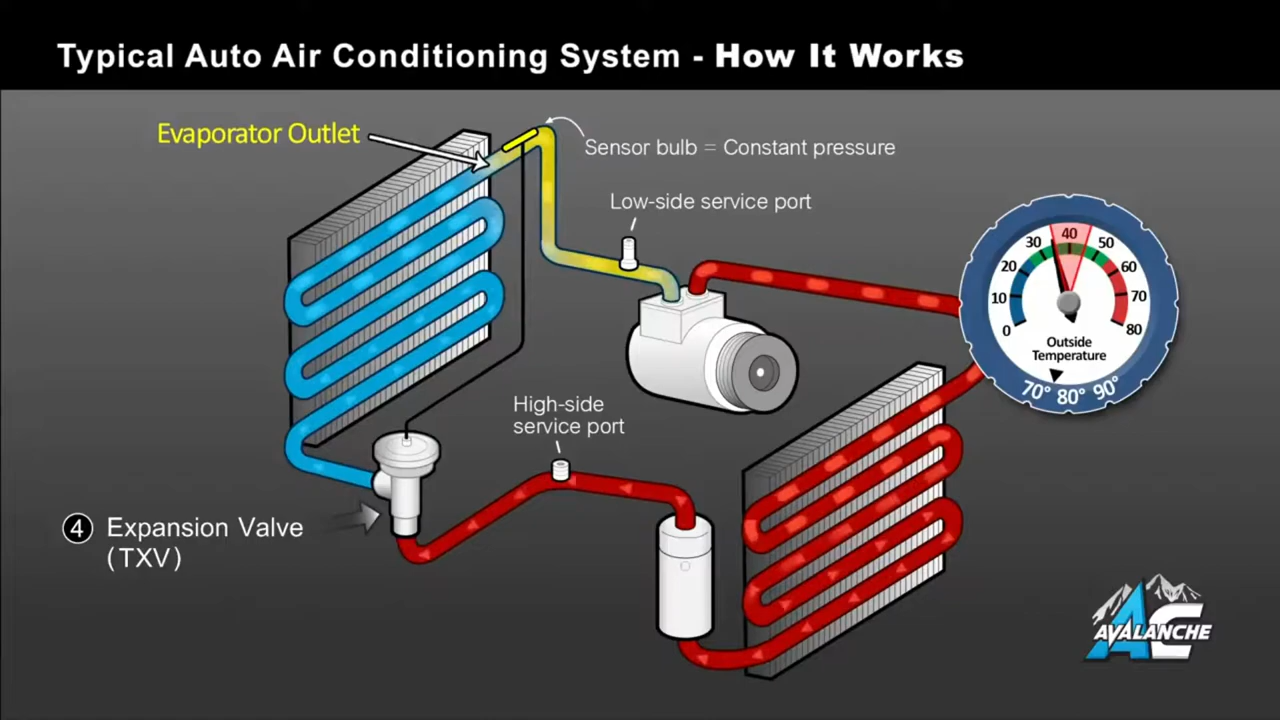 Typical Auto Air Conditioning System - How It Works
Evaporator Outlet
Sensor bulb = Constant pressure
Low-side service port
0 10 20 30 40 50 60 70 80
Outside
Temperature
70° 80° 90°
High-side
service port
4 Expansion Valve
(TXV)
AC
AVALANCHE